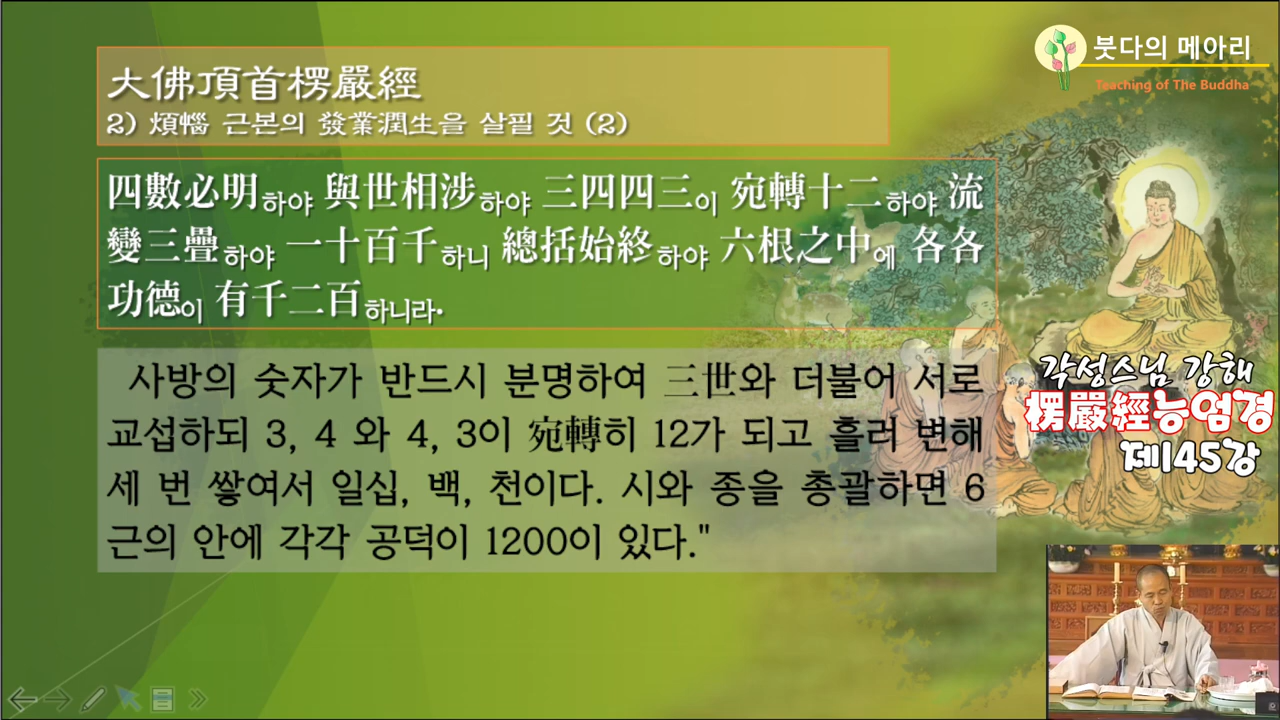 大佛頂首楞嚴經
2) 煩惱 근본의 發業潤生을 살필 것 (2)
四數必明하야 與世相涉하야 三四四三이 宛轉十二하야 流
變三疊하야 一十百千하니 總括始終하야 六根之中에 各各
功德이 有千二百하니라.
사방의 숫자가 반드시 분명하여 三世와 더불어 서로
교섭하되 3, 4 와 4, 3이 宛轉히 12가 되고 흘러 변해
세 번 쌓여서 일십, 백, 천이다. 시와 종을 총괄하면 6
근의 안에 각각 공덕이 1200이 있다."
붓다의 메아리
Teaching of The Buddha
각성스님 강해
楞嚴經능엄경
제145강